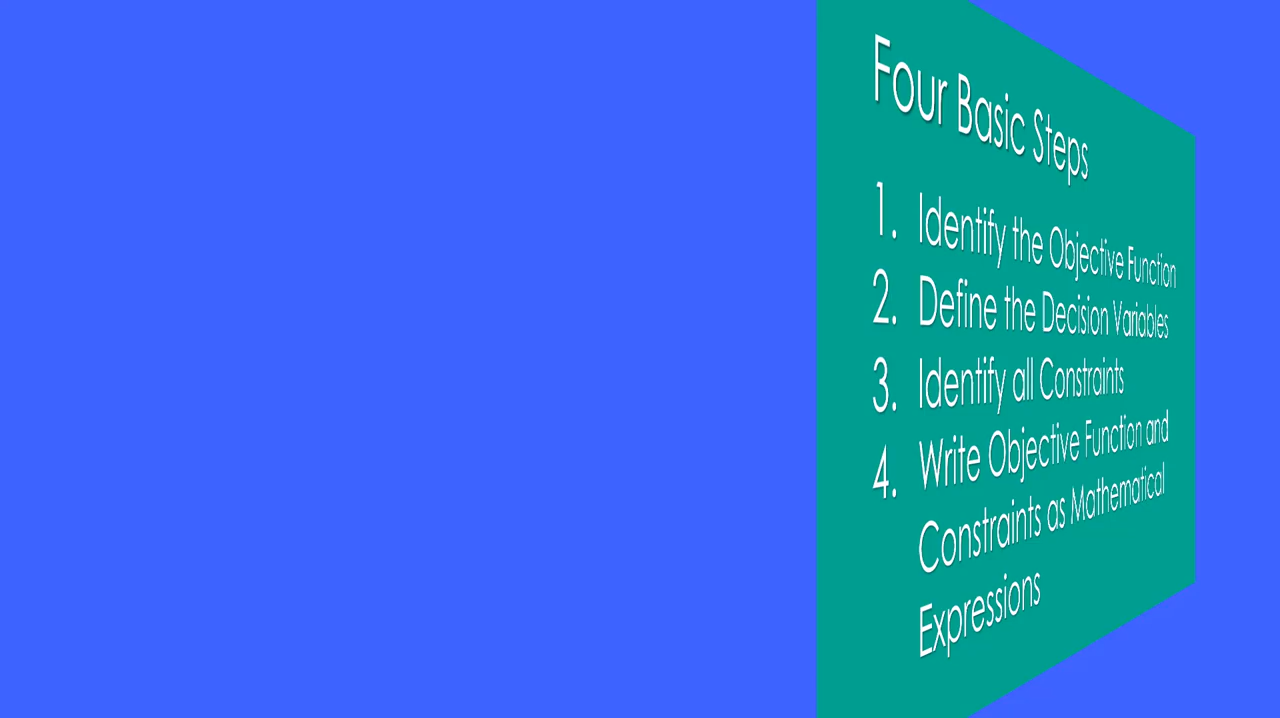 Four Basic Steps
1. Identify the Objective Function
2. Define the Decision Variables
3. Identify all Constraints
4. Write Objective Function and
Constraints as Mathematical
Expressions